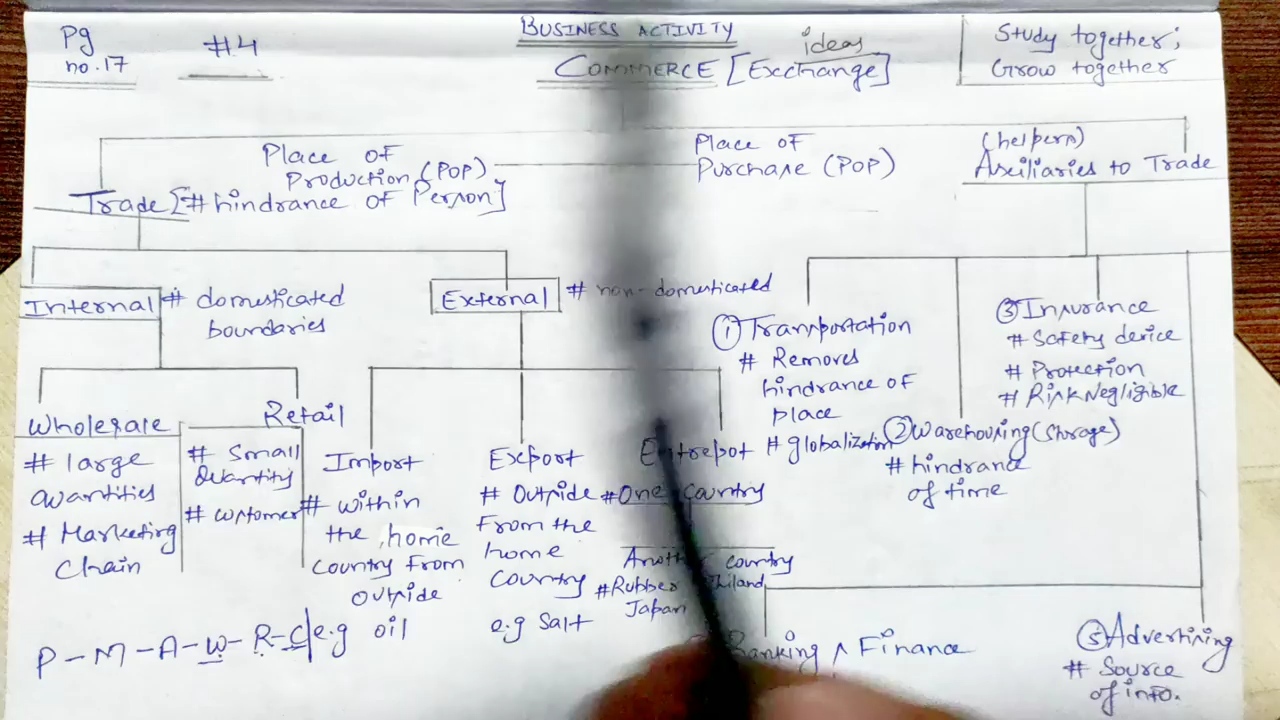 Pg
no. 17
#4
BUSINESS ACTIVITY
ideas
COMMERCE [Exchange]
Study together;
Grow together
Place of
Production (POP)
Place of
Purchase (POP)
(helpers)
Auxiliaries to Trade
Trade [# hindrance of Person]
Internal # domesticated
boundaries
External # non-domesticated
Wholesale
# large
quantities
# Marketing
Chain
Retail
# Small
Quantity
# customer
Import
# within
the home
country from
outside
e.g oil
Export
# Outside
from the
home
country
e.g Salt
Entrepot
# One country
Another country
# Rubber
Japan
P-M-A-W-R-C
① Transportation
# Removes
hindrance of
place
# globalization
② Warehousing (Storage)
# hindrance
of time
③ Insurance
# Safety device
# Protection
# Risk Negligible
Banking & Finance
⑤ Advertising
# Source
of info.